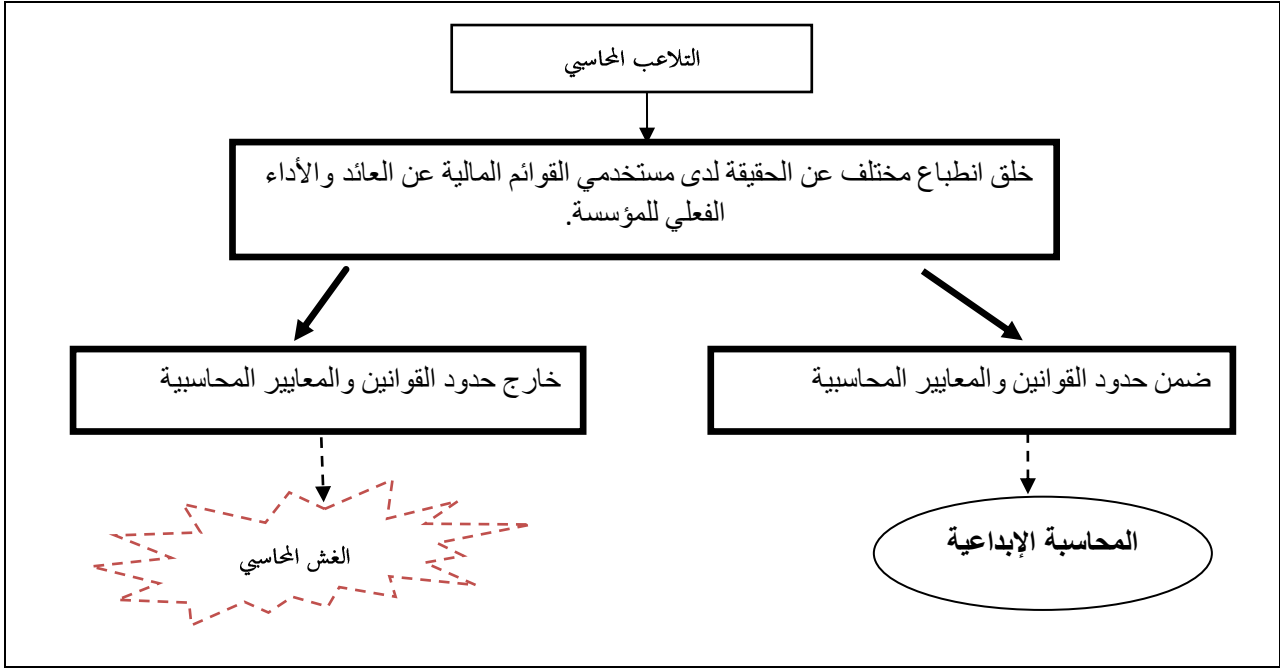 التلاعب المحاسبي
خلق انطباع مختلف عن الحقيقة لدى مستخدمي القوائم المالية عن العائد والأداء
الفعلي للمؤسسة.
ضمن حدود القوانين والمعايير المحاسبية
خارج حدود القوانين والمعايير المحاسبية
المحاسبة الإبداعية
الغش المحاسبي